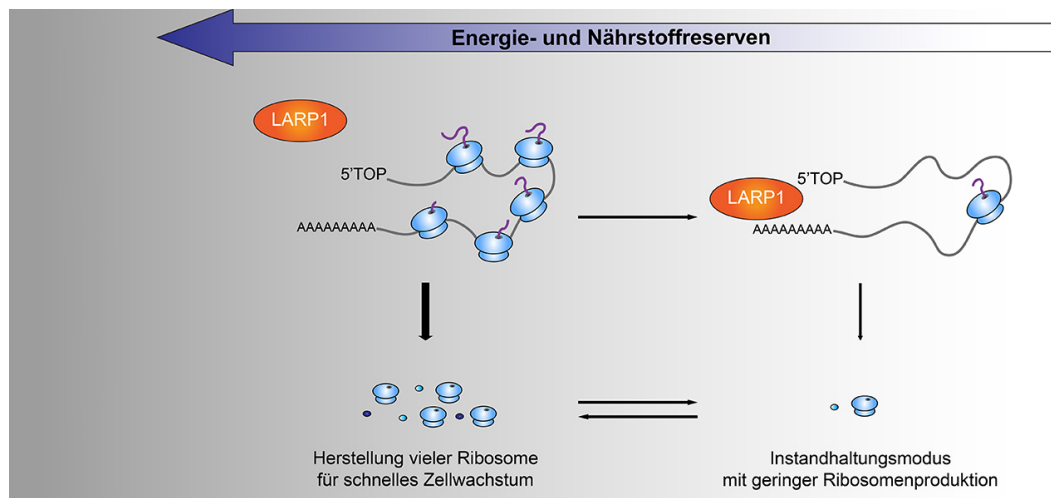 Energie- und Nährstoffreserven
LARP1
5'TOP
AAAAAAAAA
5'TOP
LARP1
AAAAAAAAA
Herstellung vieler Ribosome
für schnelles Zellwachstum
Instandhaltungsmodus
mit geringer Ribosomenproduktion